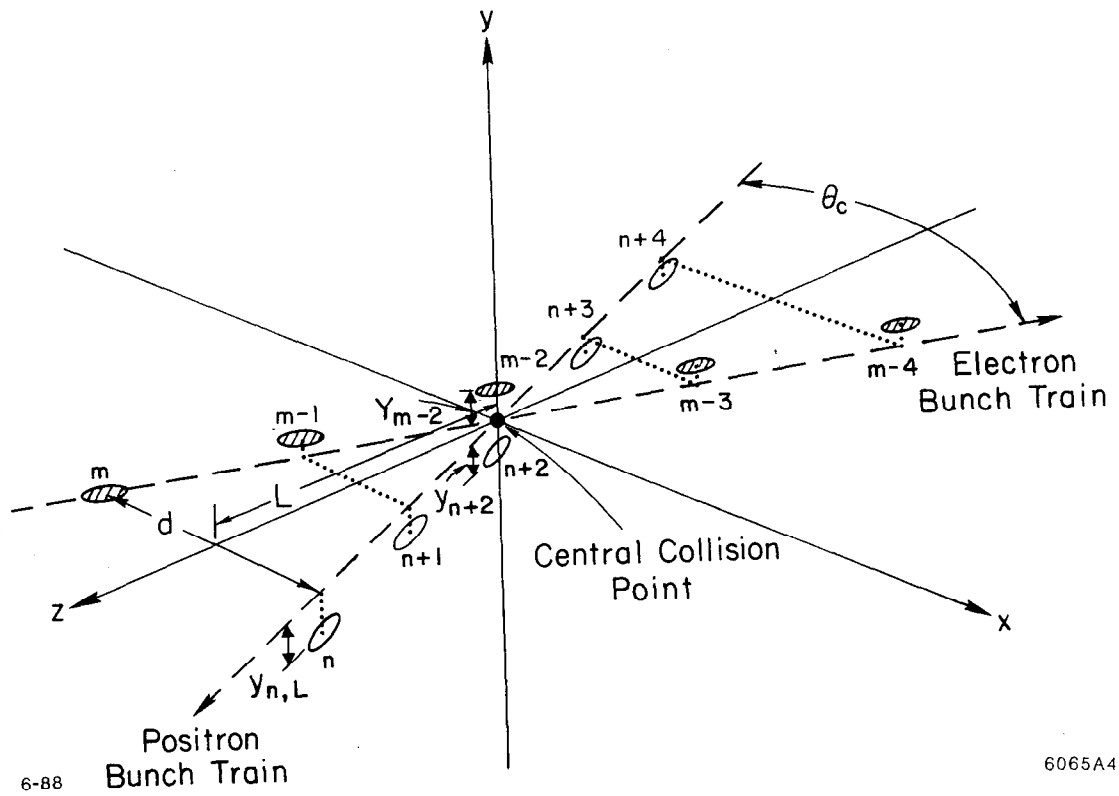 y
θc
n+4
n+3
m-2
m-4
Electron
Bunch Train
m-3
Ym-2
m-1
m
n+2
L
yn+2
d
n+1
Central Collision
Point
z
x
n
yn,L
Positron
Bunch Train
6-88
6065A4